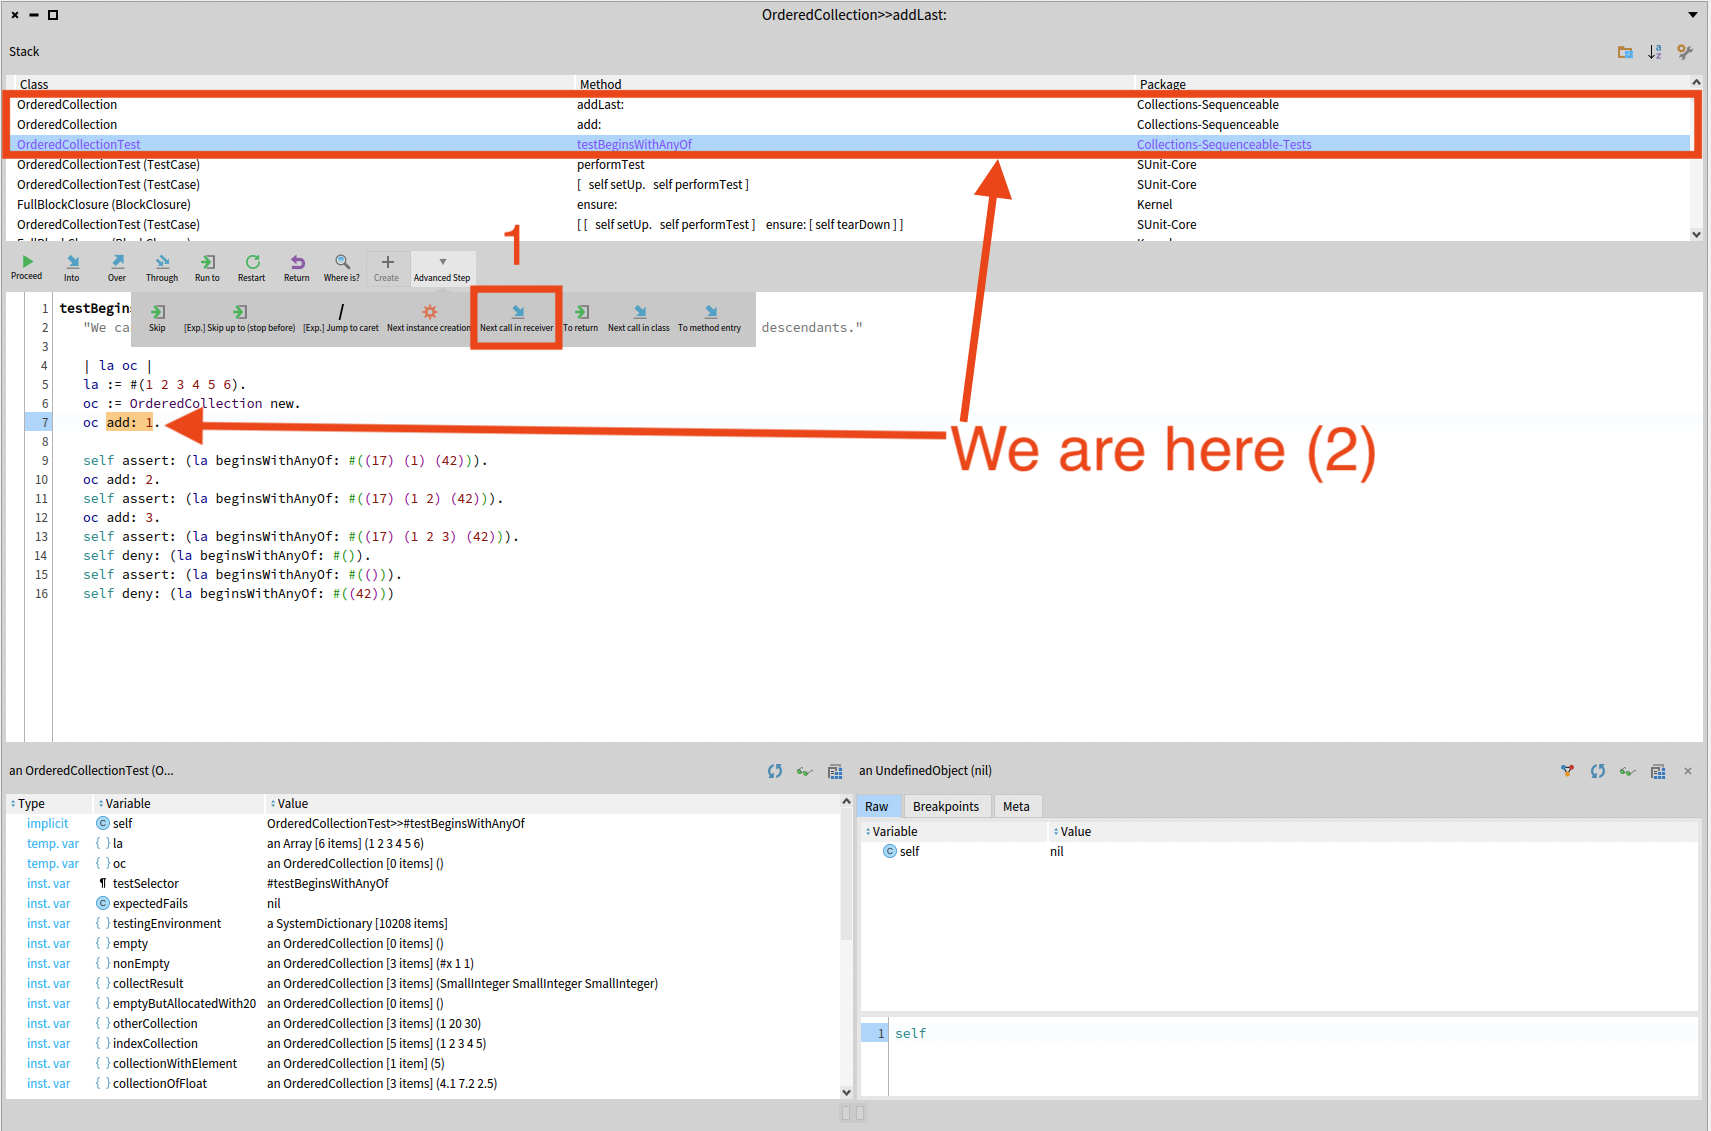 OrderedCollection>>addLast:
Stack
Class Method Package
OrderedCollection addLast: Collections-Sequenceable
OrderedCollection add: Collections-Sequenceable
OrderedCollectionTest testBeginsWithAnyOf Collections-Sequenceable-Tests
OrderedCollectionTest (TestCase) performTest SUnit-Core
OrderedCollectionTest (TestCase) [ self setUp. self performTest ] SUnit-Core
FullBlockClosure (BlockClosure) ensure: Kernel
OrderedCollectionTest (TestCase) [ [ self setUp. self performTest ] ensure: [ self tearDown ] ] SUnit-Core
1
Proceed Into Over Through Run to Restart Return Where is? Create Advanced Step
Skip [Exp.] Skip up to (stop before) [Exp.] Jump to caret Next instance creation Next call in receiver To return Next call in class To method entry
1 testBegins
2 "We ca descendants."
3
4 | la oc |
5 la := #(1 2 3 4 5 6).
6 oc := OrderedCollection new.
7 oc add: 1.
We are here (2)
8
9 self assert: (la beginsWithAnyOf: #((17) (1) (42))).
10 oc add: 2.
11 self assert: (la beginsWithAnyOf: #((17) (1 2) (42))).
12 oc add: 3.
13 self assert: (la beginsWithAnyOf: #((17) (1 2 3) (42))).
14 self deny: (la beginsWithAnyOf: #()).
15 self assert: (la beginsWithAnyOf: #(())).
16 self deny: (la beginsWithAnyOf: #((42)))
an OrderedCollectionTest (O...
Type Variable Value
implicit self OrderedCollectionTest>>#testBeginsWithAnyOf
temp. var la an Array [6 items] (1 2 3 4 5 6)
temp. var oc an OrderedCollection [0 items] ()
inst. var testSelector #testBeginsWithAnyOf
inst. var expectedFails nil
inst. var testingEnvironment a SystemDictionary [10208 items]
inst. var empty an OrderedCollection [0 items] ()
inst. var nonEmpty an OrderedCollection [3 items] (#x 1 1)
inst. var collectResult an OrderedCollection [3 items] (SmallInteger SmallInteger SmallInteger)
inst. var emptyButAllocatedWith20 an OrderedCollection [0 items] ()
inst. var otherCollection an OrderedCollection [3 items] (1 20 30)
inst. var indexCollection an OrderedCollection [5 items] (1 2 3 4 5)
inst. var collectionWithElement an OrderedCollection [1 item] (5)
inst. var collectionOfFloat an OrderedCollection [3 items] (4.1 7.2 2.5)
an UndefinedObject (nil)
Raw Breakpoints Meta
Variable Value
self nil
1 self